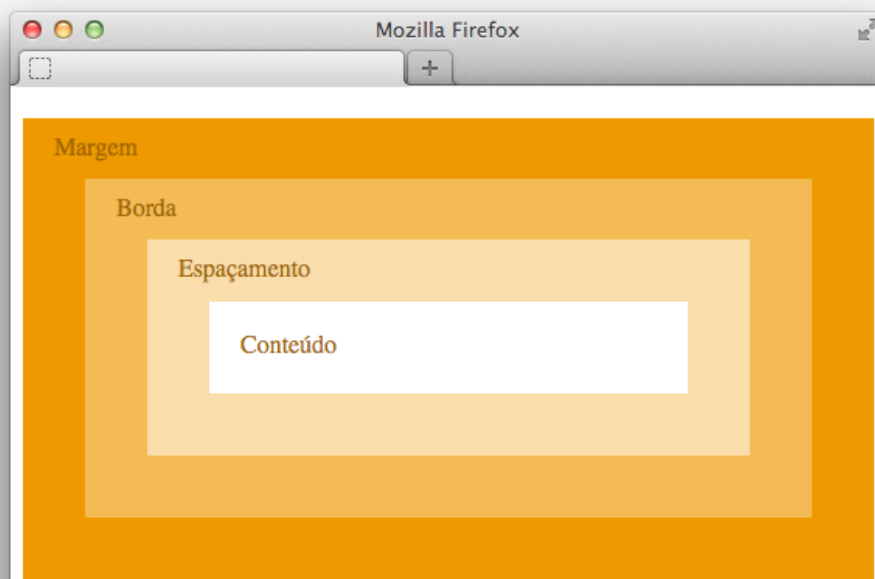 Mozilla Firefox
Margem
Borda
Espaçamento
Conteúdo